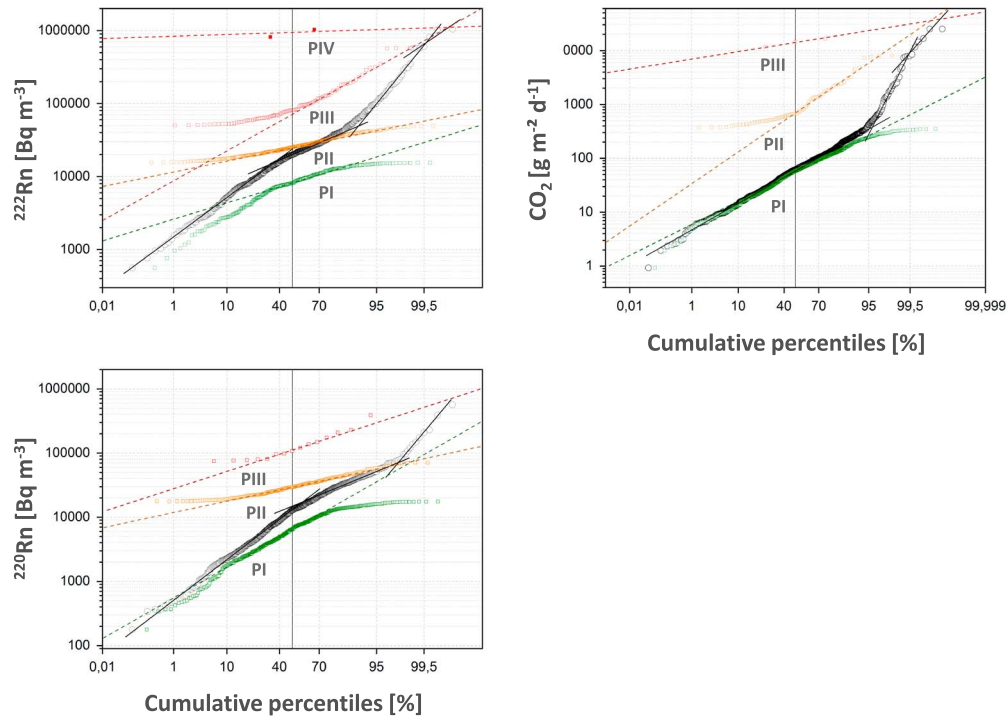 ²²²Rn [Bq m⁻³]
1000000
100000
10000
1000
PIV
PIII
PII
PI
0,01 1 10 40 70 95 99,5
CO₂ [g m⁻² d⁻¹]
0000
1000
100
10
1
PIII
PII
PI
0,01 1 10 40 70 95 99,5 99,999
Cumulative percentiles [%]
²²⁰Rn [Bq m⁻³]
1000000
100000
10000
1000
100
PIII
PII
PI
0,01 1 10 40 70 95 99,5
Cumulative percentiles [%]